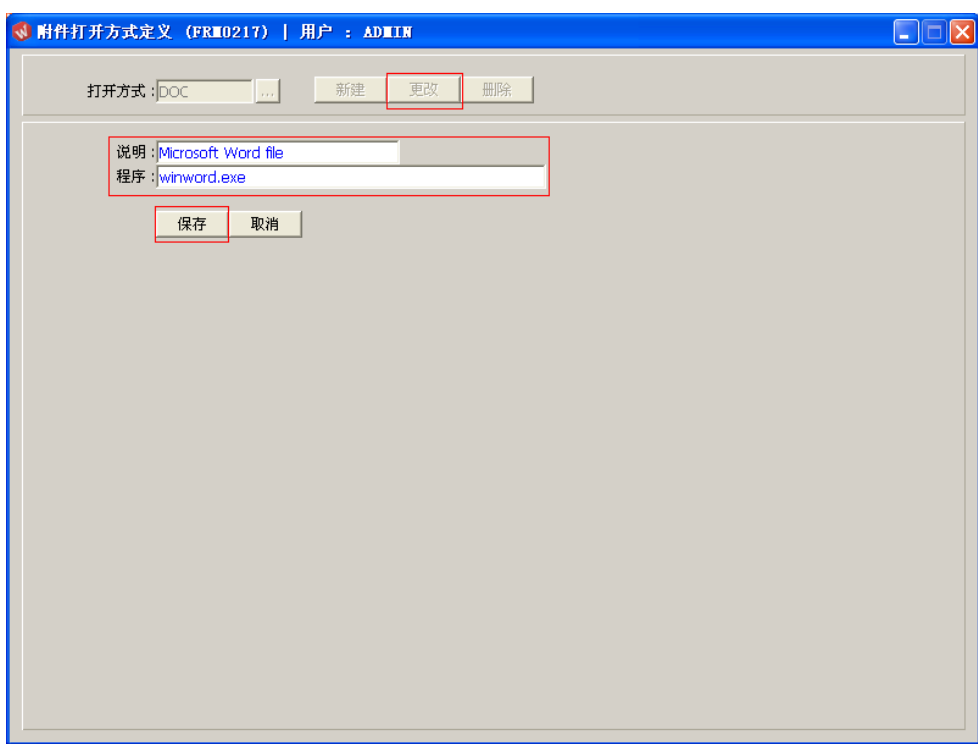 附件打开方式定义 (FRM0217) | 用户 : ADMIN
打开方式 : DOC ... 新建 更改 删除
说明 : Microsoft Word file
程序 : winword.exe
保存 取消